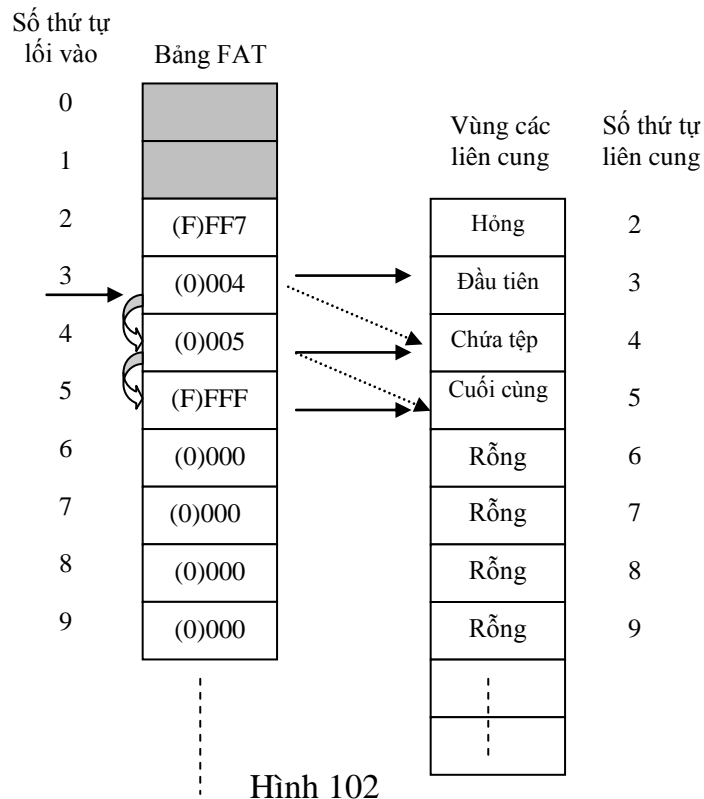 Số thứ tự
lối vào
Bảng FAT
Vùng các
liên cung
Số thứ tự
liên cung
0
1
2 (F)FF7 Hỏng 2
3 (0)004 Đầu tiên 3
4 (0)005 Chứa tệp 4
5 (F)FFF Cuối cùng 5
6 (0)000 Rỗng 6
7 (0)000 Rỗng 7
8 (0)000 Rỗng 8
9 (0)000 Rỗng 9
Hình 102